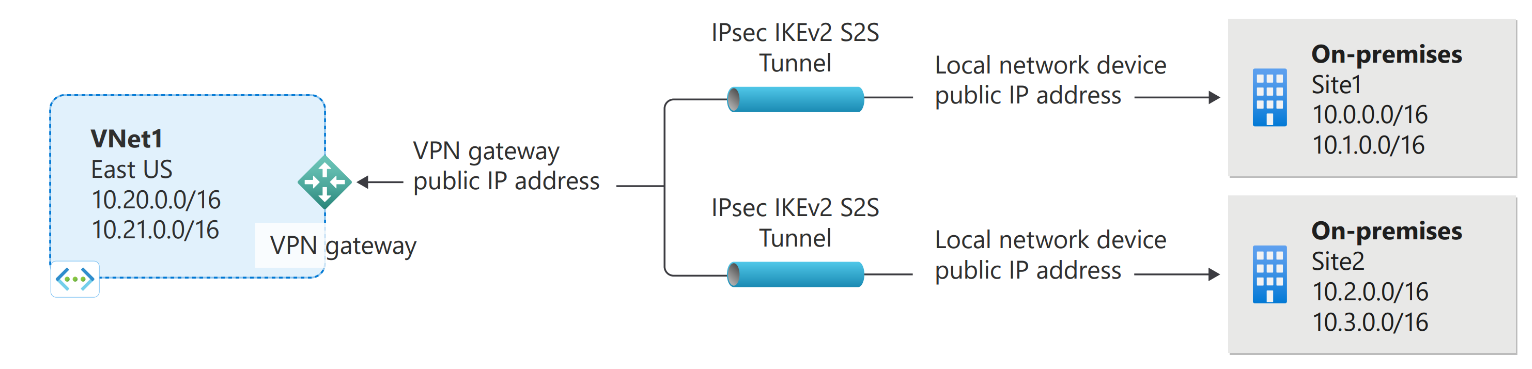 VNet1
East US
10.20.0.0/16
10.21.0.0/16
VPN gateway
VPN gateway
public IP address
IPsec IKEv2 S2S
Tunnel
Local network device
public IP address
On-premises
Site1
10.0.0.0/16
10.1.0.0/16
IPsec IKEv2 S2S
Tunnel
Local network device
public IP address
On-premises
Site2
10.2.0.0/16
10.3.0.0/16